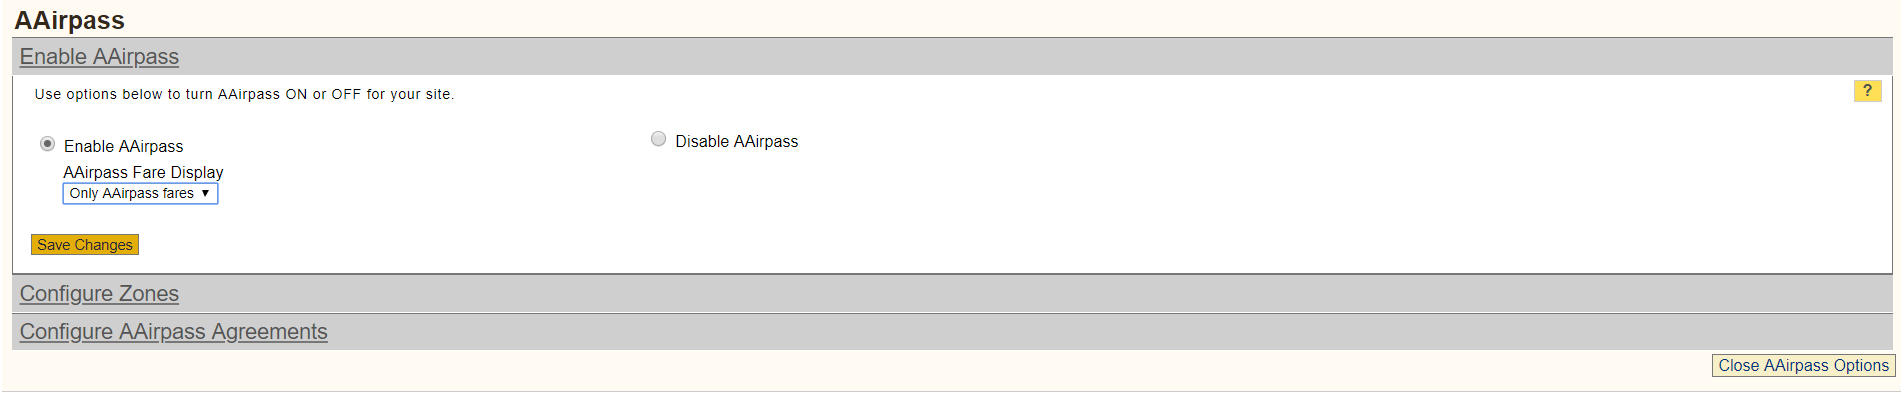 AAirpass
Enable AAirpass
Use options below to turn AAirpass ON or OFF for your site.
?
Enable AAirpass
Disable AAirpass
AAirpass Fare Display
Only AAirpass fares ▼
Save Changes
Configure Zones
Configure AAirpass Agreements
Close AAirpass Options